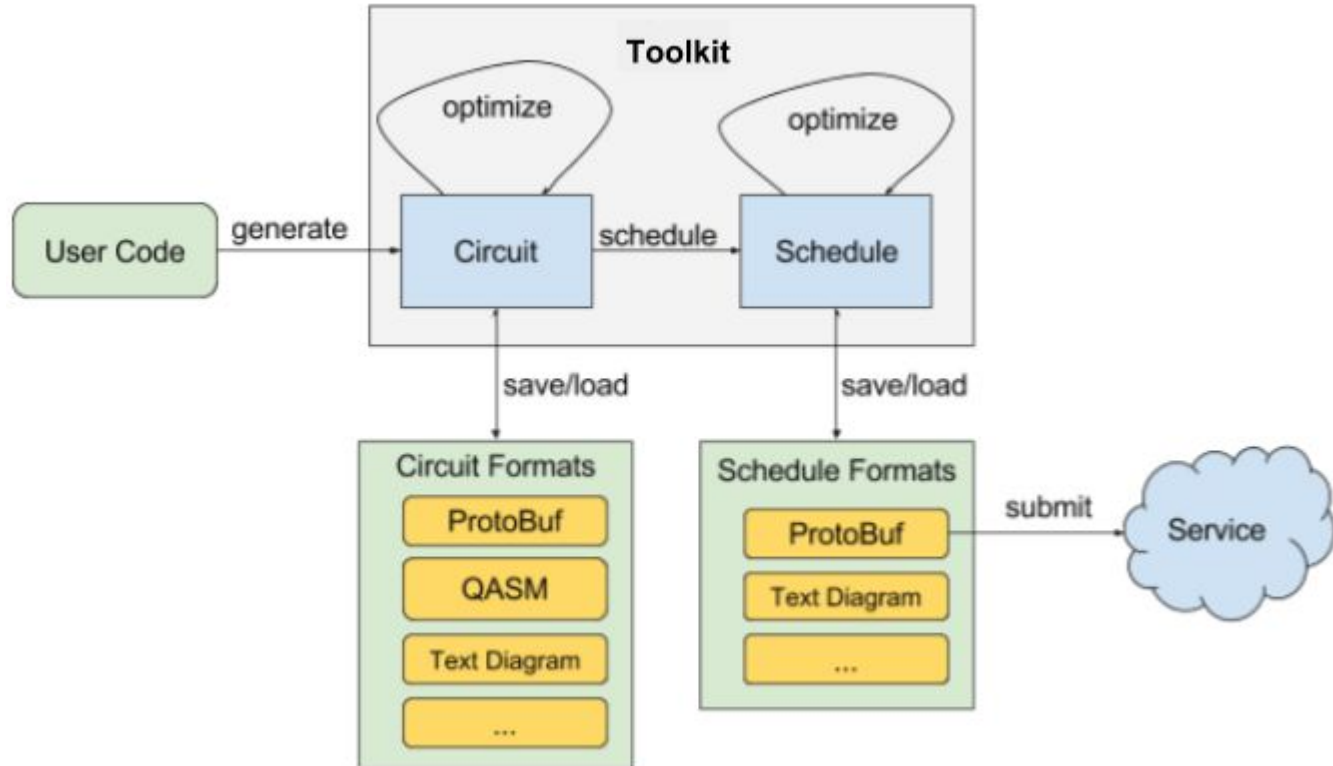 Toolkit
optimize
optimize
User Code
generate
Circuit
schedule
Schedule
save/load
save/load
Circuit Formats
ProtoBuf
QASM
Text Diagram
...
Schedule Formats
ProtoBuf
Text Diagram
...
submit
Service